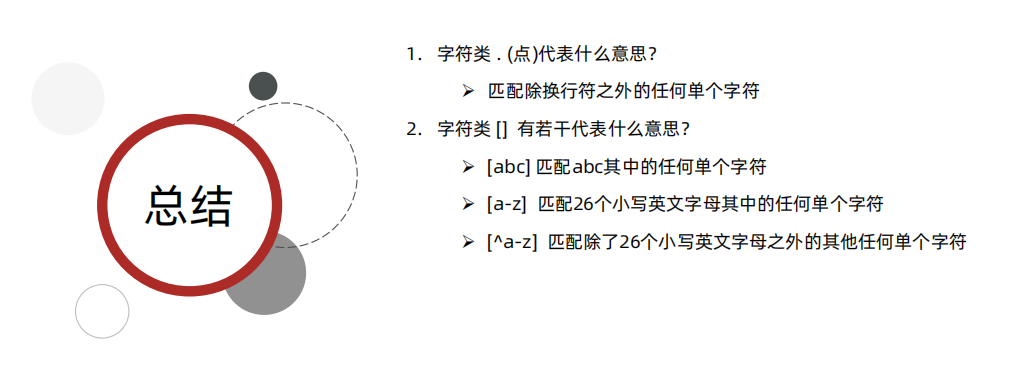 总结
1. 字符类 . (点)代表什么意思?
➢ 匹配除换行符之外的任何单个字符
2. 字符类 [] 有若干代表什么意思?
➢ [abc] 匹配abc其中的任何单个字符
➢ [a-z] 匹配26个小写英文字母其中的任何单个字符
➢ [^a-z] 匹配除了26个小写英文字母之外的其他任何单个字符